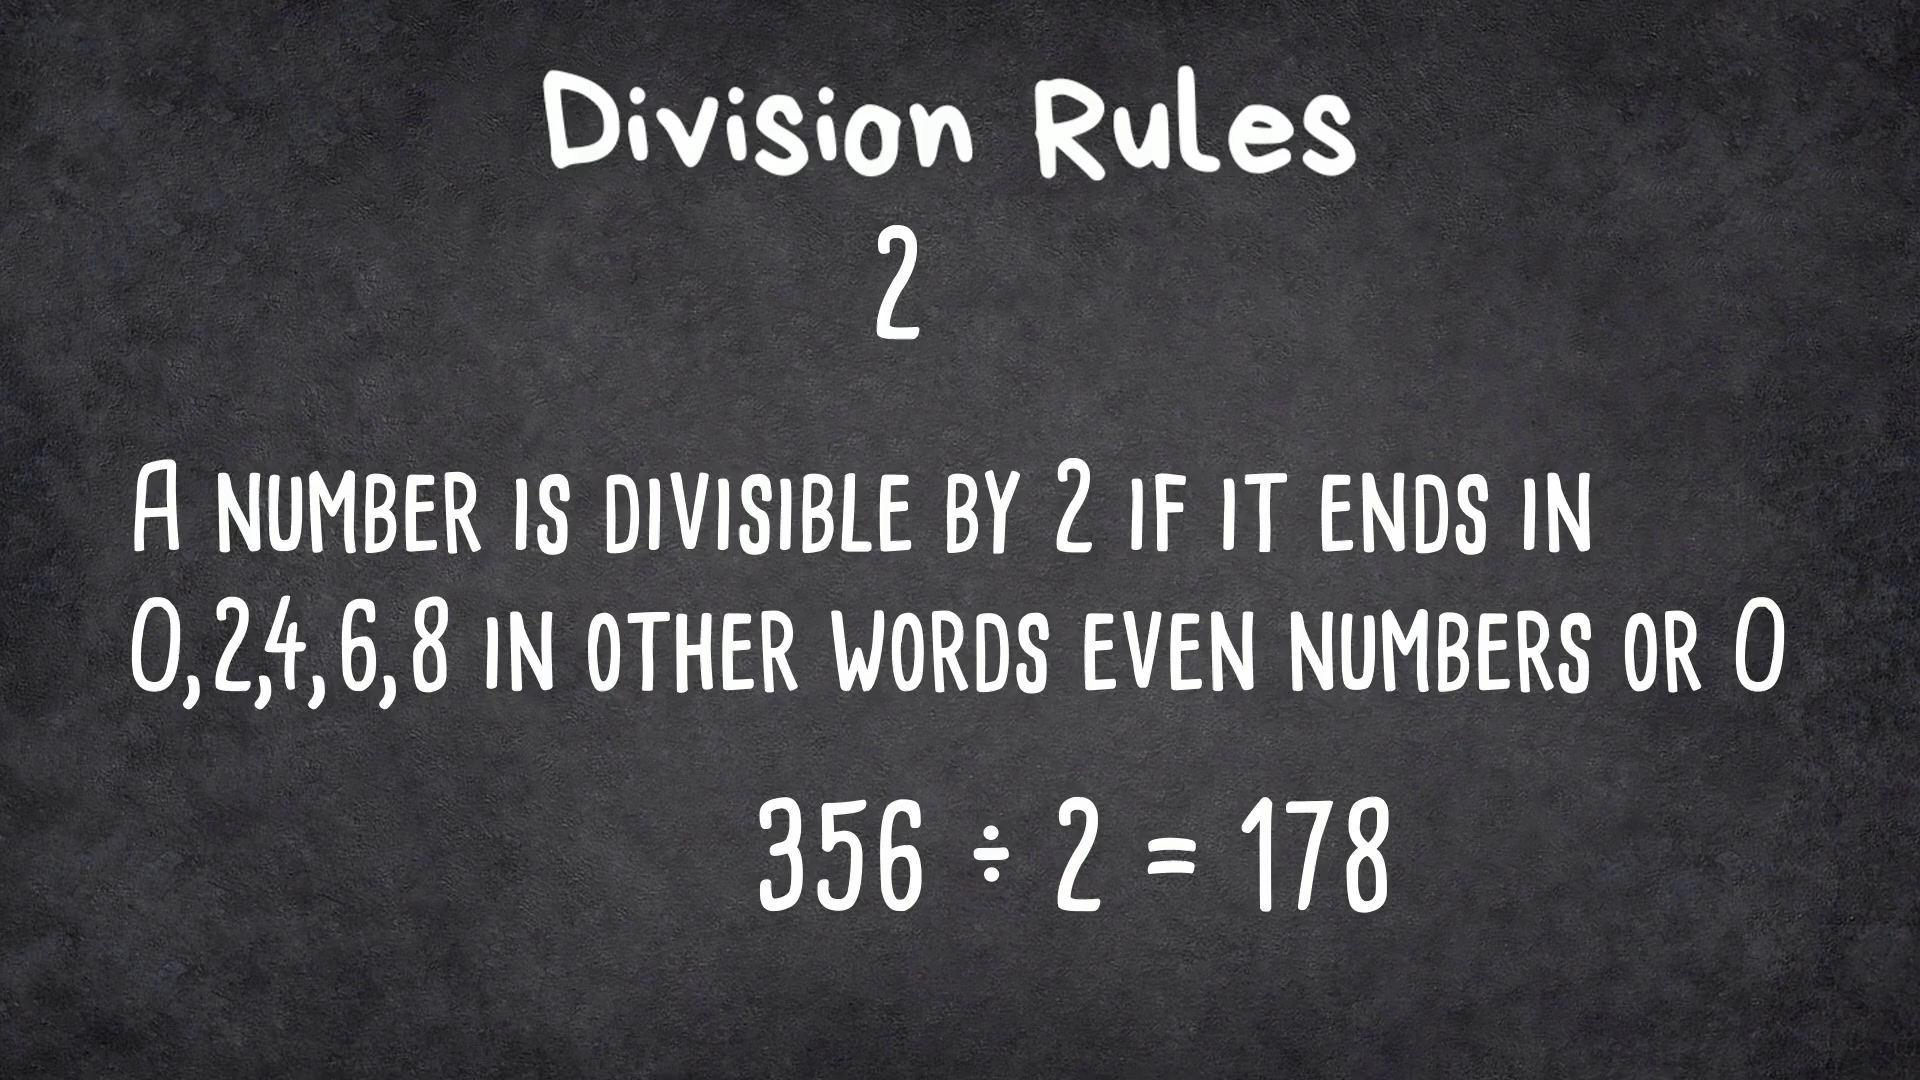 Division Rules
2
A number is divisible by 2 if it ends in
0,2,4,6,8 in other words even numbers or 0
356 ÷ 2 = 178